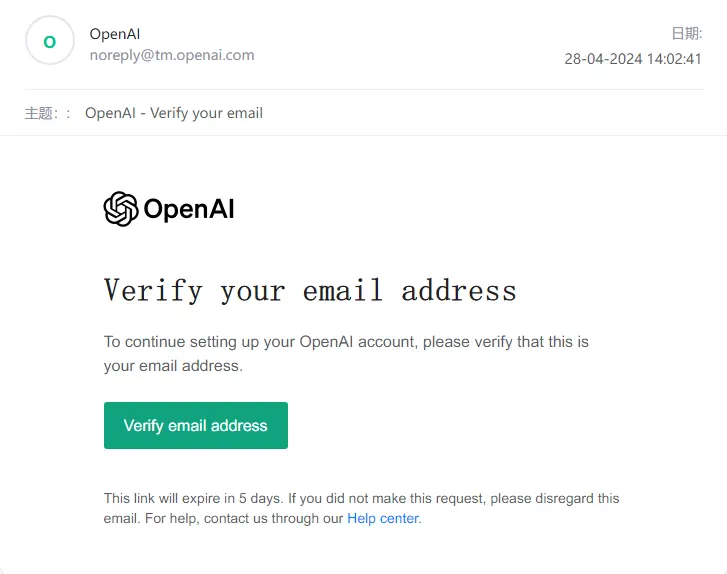 O
OpenAI
noreply@tm.openai.com
日期:
28-04-2024 14:02:41
主题: : OpenAI - Verify your email
OpenAI
Verify your email address
To continue setting up your OpenAI account, please verify that this is
your email address.
Verify email address
This link will expire in 5 days. If you did not make this request, please disregard this
email. For help, contact us through our Help center.